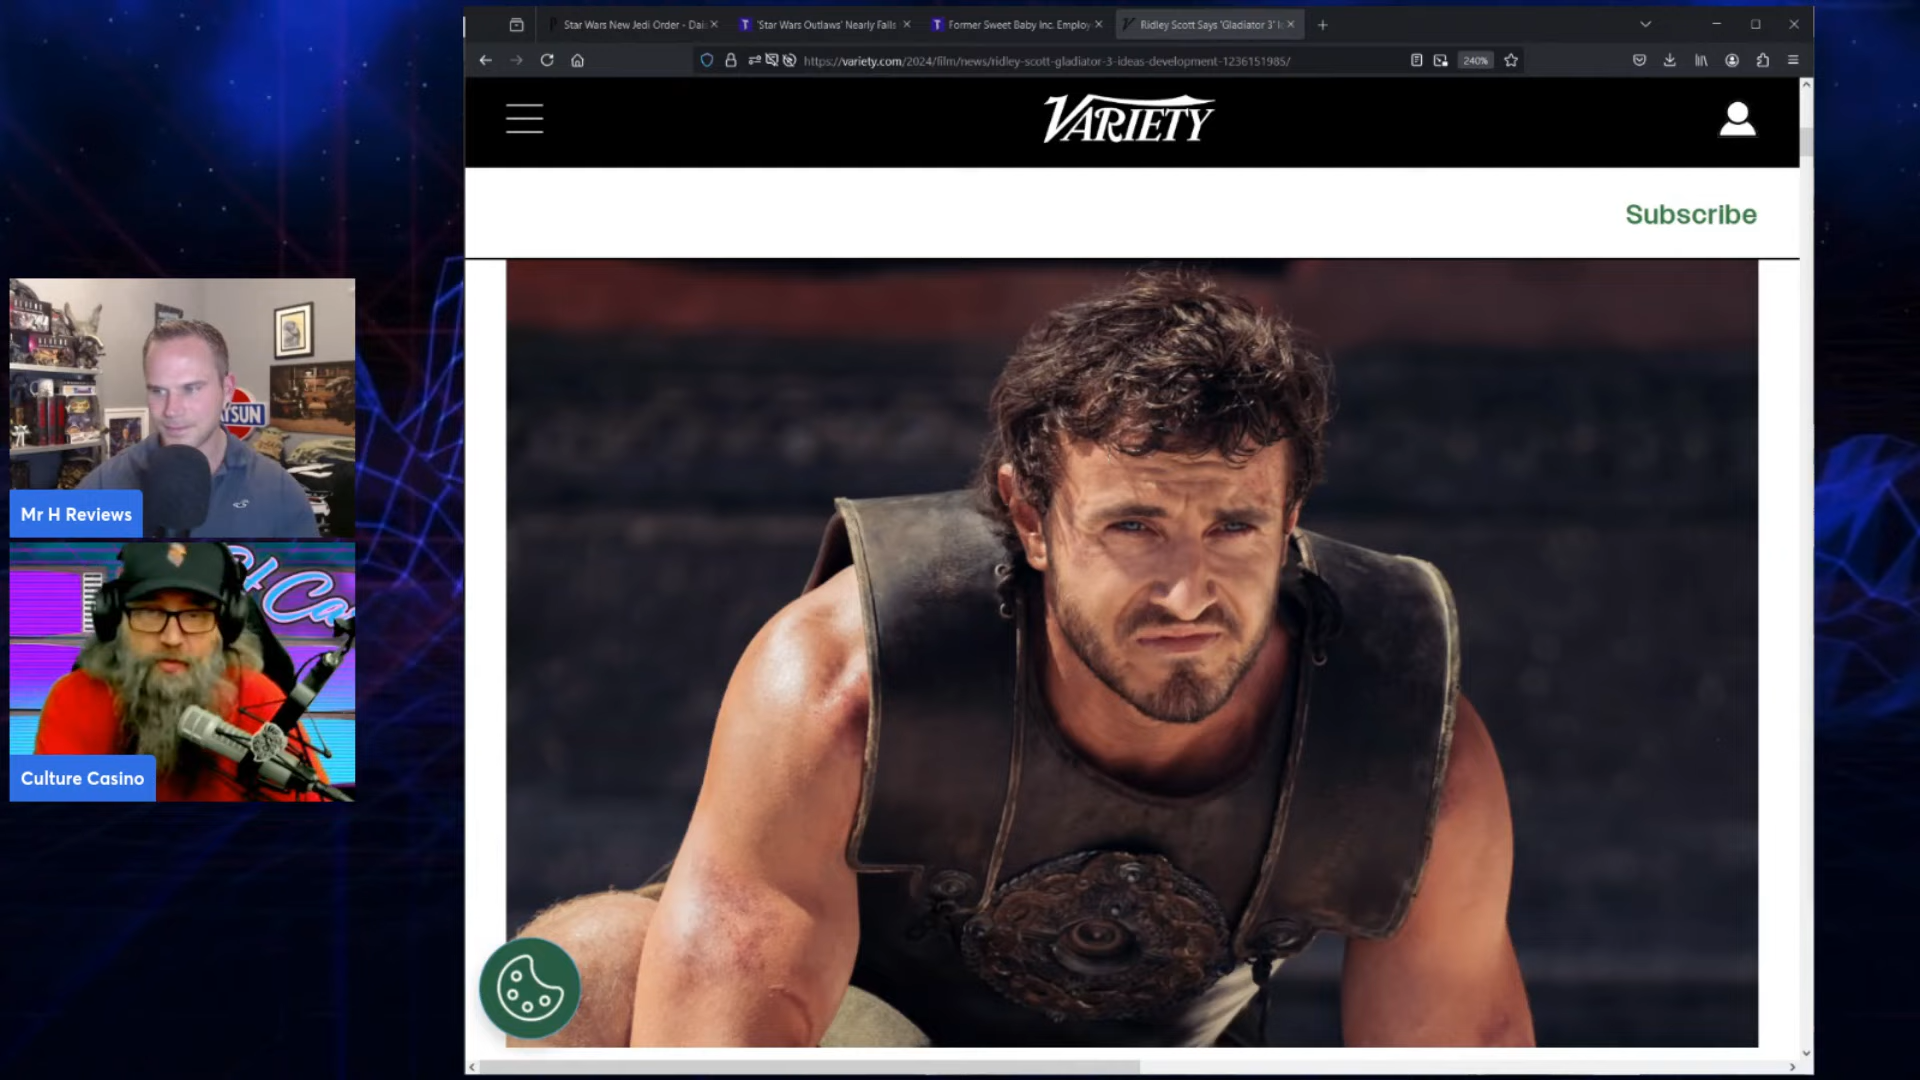 Star Wars New Jedi Order - Dai
'Star Wars Outlaws' Nearly Falls
Former Sweet Baby Inc. Employ
Ridley Scott Says 'Gladiator 3' I
https://variety.com/2024/film/news/ridley-scott-gladiator-3-ideas-development-1236151985/
240%
VARIETY
Subscribe
Mr H Reviews
Culture Casino